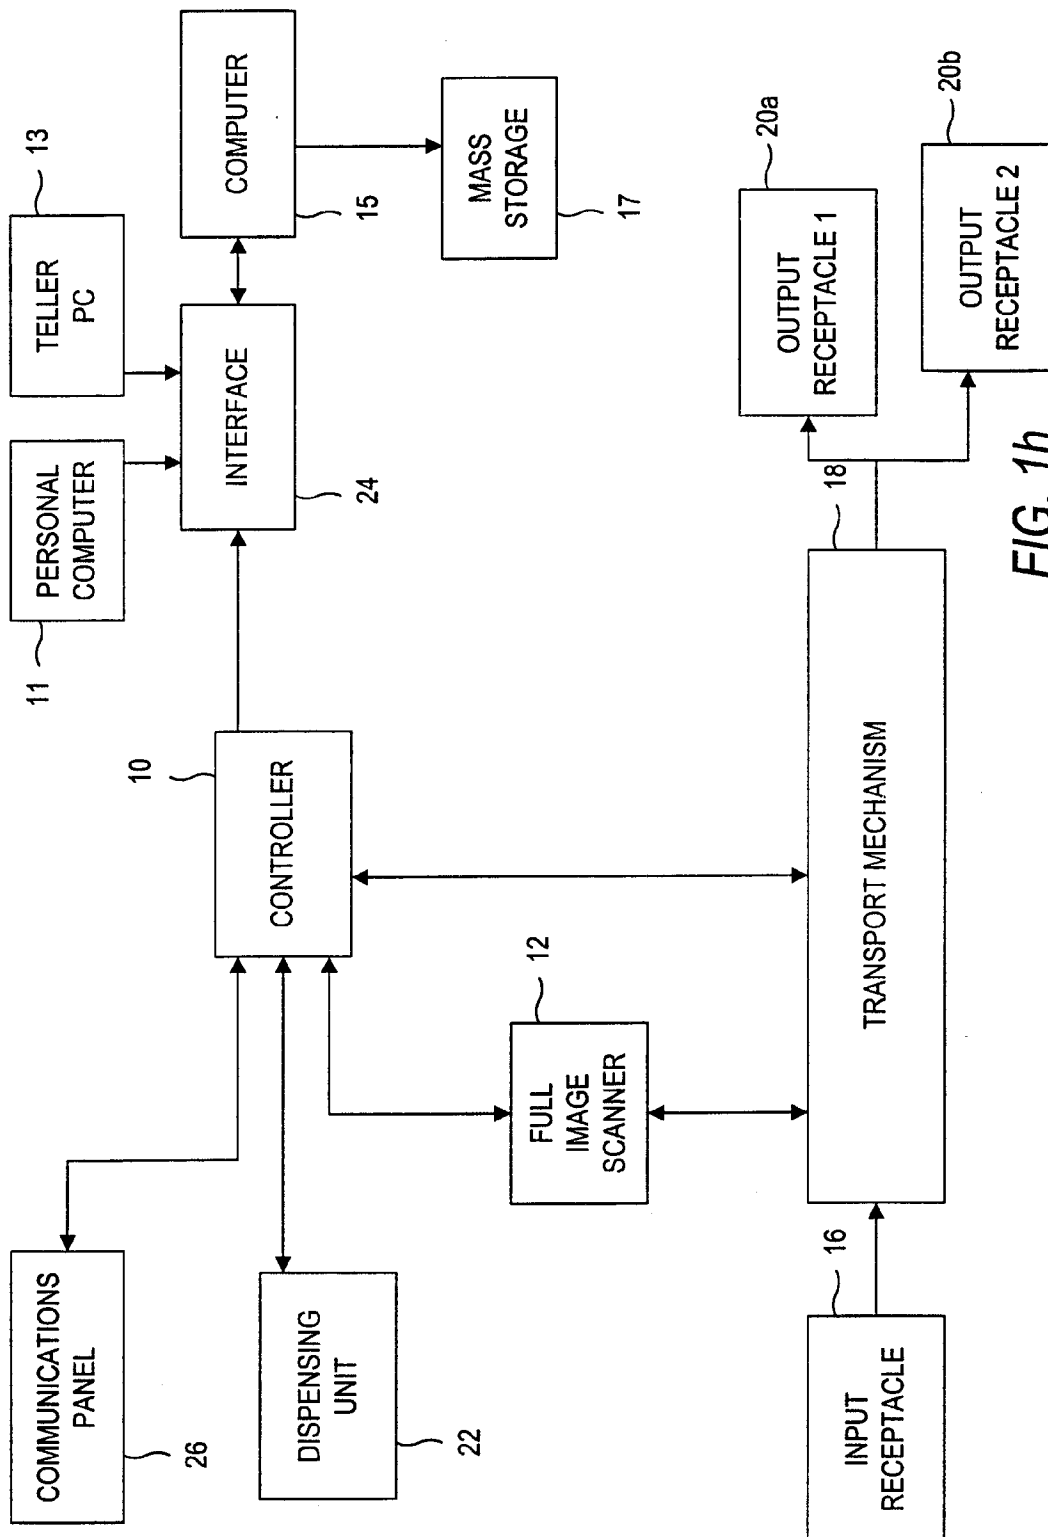 COMMUNICATIONS
PANEL
26
11
PERSONAL
COMPUTER
13
TELLER
PC
10
CONTROLLER
INTERFACE
24
COMPUTER
15
DISPENSING
UNIT
22
MASS
STORAGE
17
12
FULL
IMAGE
SCANNER
16
INPUT
RECEPTACLE
TRANSPORT MECHANISM
18
20a
OUTPUT
RECEPTACLE 1
20b
OUTPUT
RECEPTACLE 2
FIG.